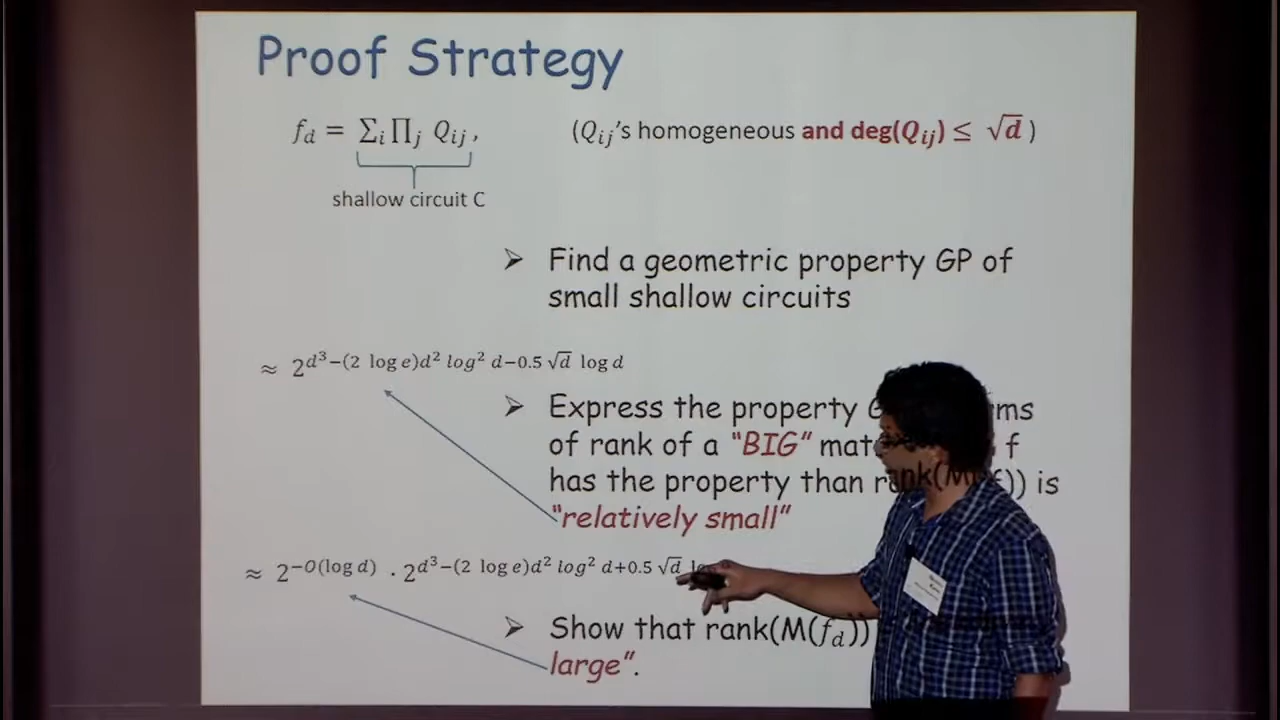 Proof Strategy
f_d = Σ_i ∏_j Q_ij, (Q_ij's homogeneous and deg(Q_ij) ≤ √d )
shallow circuit C
➢ Find a geometric property GP of
small shallow circuits
≈ 2^{d^3−(2 log e)d^2 log^2 d−0.5 √d log d}
➢ Express the property
of rank of a "BIG" f
has the property than is
"relatively small"
≈ 2^{−O(log d)} . 2^{d^3−(2 log e)d^2 log^2 d+0.5 √d
➢ Show that rank(M(f_d))
large".